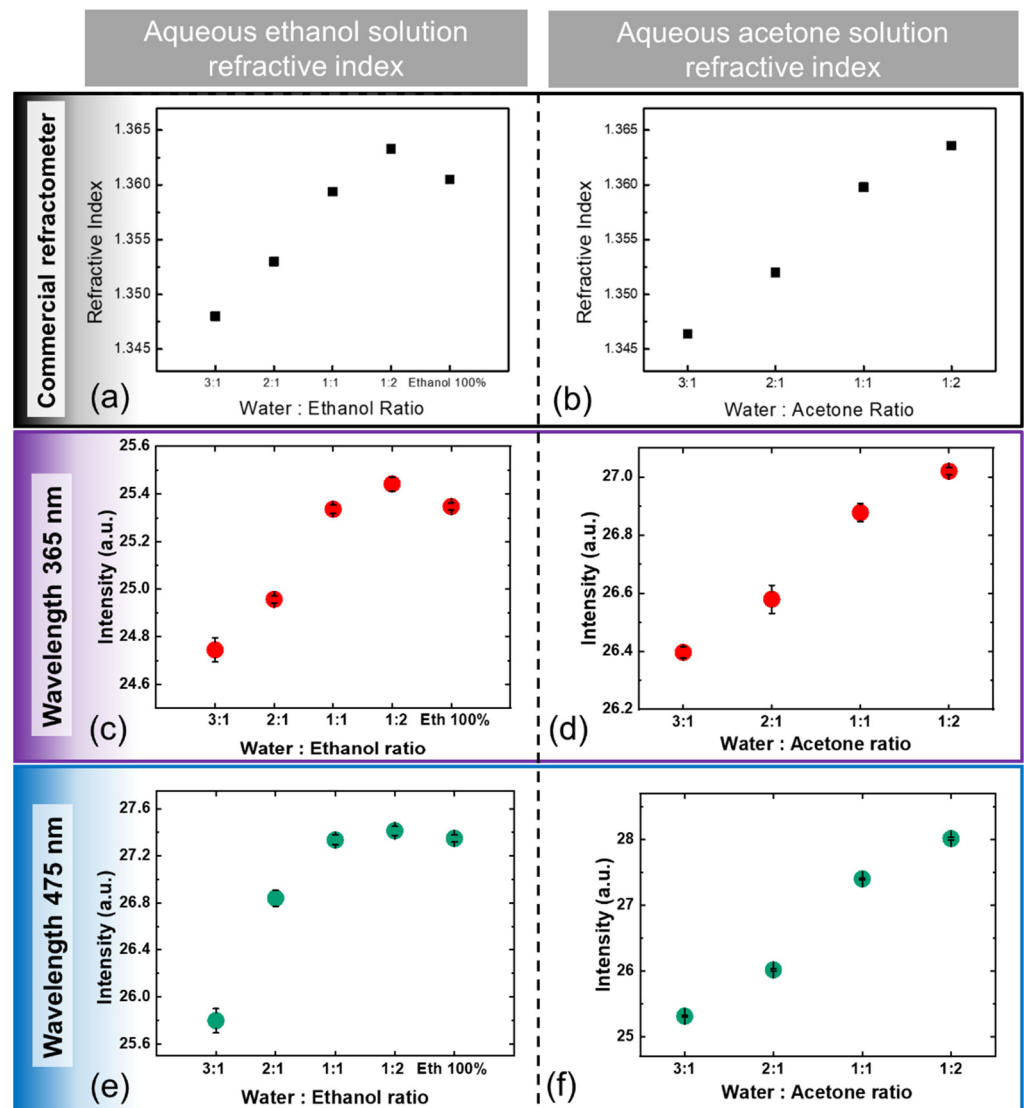 Aqueous ethanol solution
refractive index
Aqueous acetone solution
refractive index
Commercial refractometer
Refractive Index
1.365
1.360
1.355
1.350
1.345
3:1
2:1
1:1
1:2
Ethanol 100%
(a)
Water : Ethanol Ratio
Refractive Index
1.365
1.360
1.355
1.350
1.345
3:1
2:1
1:1
1:2
(b)
Water : Acetone Ratio
Wavelength 365 nm
Intensity (a.u.)
25.6
25.4
25.2
25.0
24.8
24.6
3:1
2:1
1:1
1:2
Eth 100%
(c)
Water : Ethanol ratio
Intensity (a.u.)
27.0
26.8
26.6
26.4
26.2
3:1
2:1
1:1
1:2
(d)
Water : Acetone ratio
Wavelength 475 nm
Intensity (a.u.)
27.6
27.2
26.8
26.4
26.0
25.6
3:1
2:1
1:1
1:2
Eth 100%
(e)
Water : Ethanol ratio
Intensity (a.u.)
28
27
26
25
3:1
2:1
1:1
1:2
(f)
Water : Acetone ratio